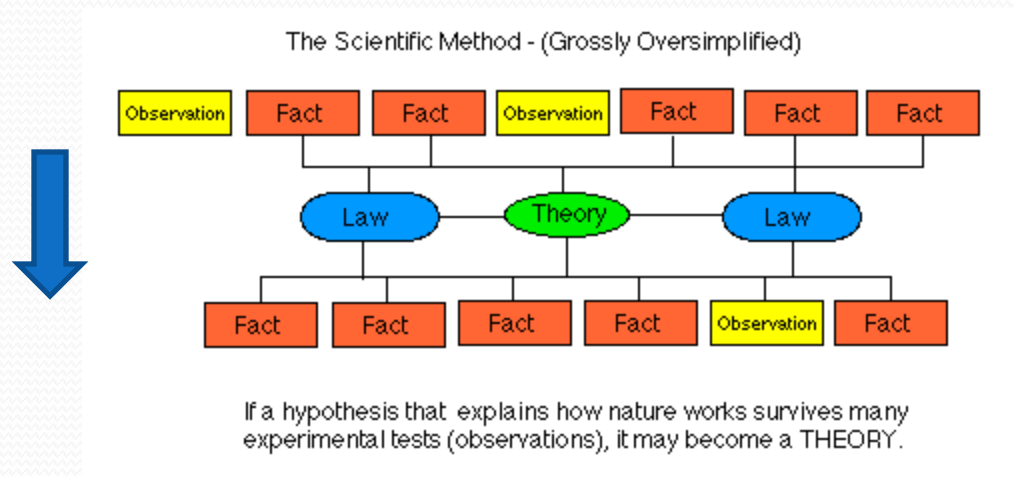 The Scientific Method - (Grossly Oversimplified)
Observation Fact Fact Observation Fact Fact Fact
Law Theory Law
Fact Fact Fact Fact Observation Fact
If a hypothesis that explains how nature works survives many
experimental tests (observations), it may become a THEORY.